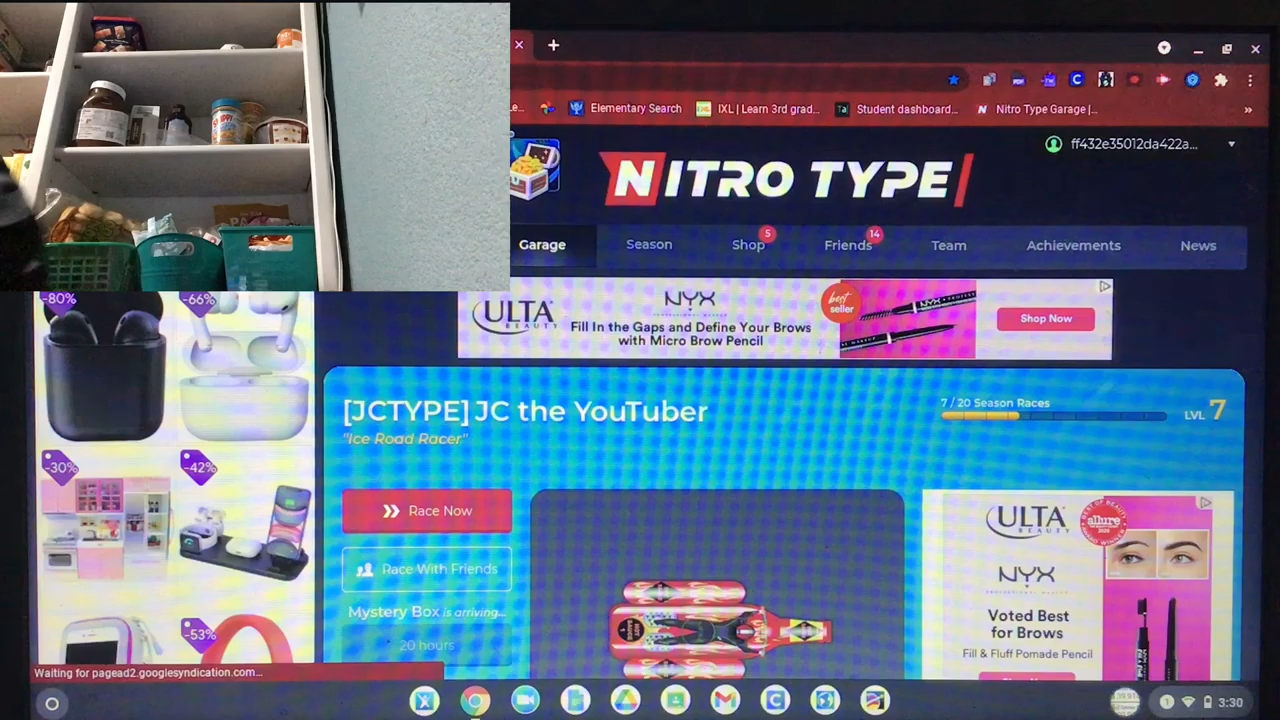 Elementary Search
IXL | Learn 3rd grad...
Student dashboard...
Nitro Type Garage |...
ff432e35012da422a...
NITRO TYPE
Garage
Season
Shop
5
Friends
14
Team
Achievements
News
-80%
-66%
ULTA
BEAUTY
NYX
Fill In the Gaps and Define Your Brows
with Micro Brow Pencil
best
seller
Shop Now
[JCTYPE] JC the YouTuber
"Ice Road Racer"
7 / 20 Season Races
LVL 7
-30%
-42%
Race Now
Race With Friends
Mystery Box is arriving...
20 hours
ULTA
BEAUTY
allure
NYX
Voted Best
for Brows
Fill & Fluff Pomade Pencil
-53%
Waiting for pagead2.googlesyndication.com...
1
3:30